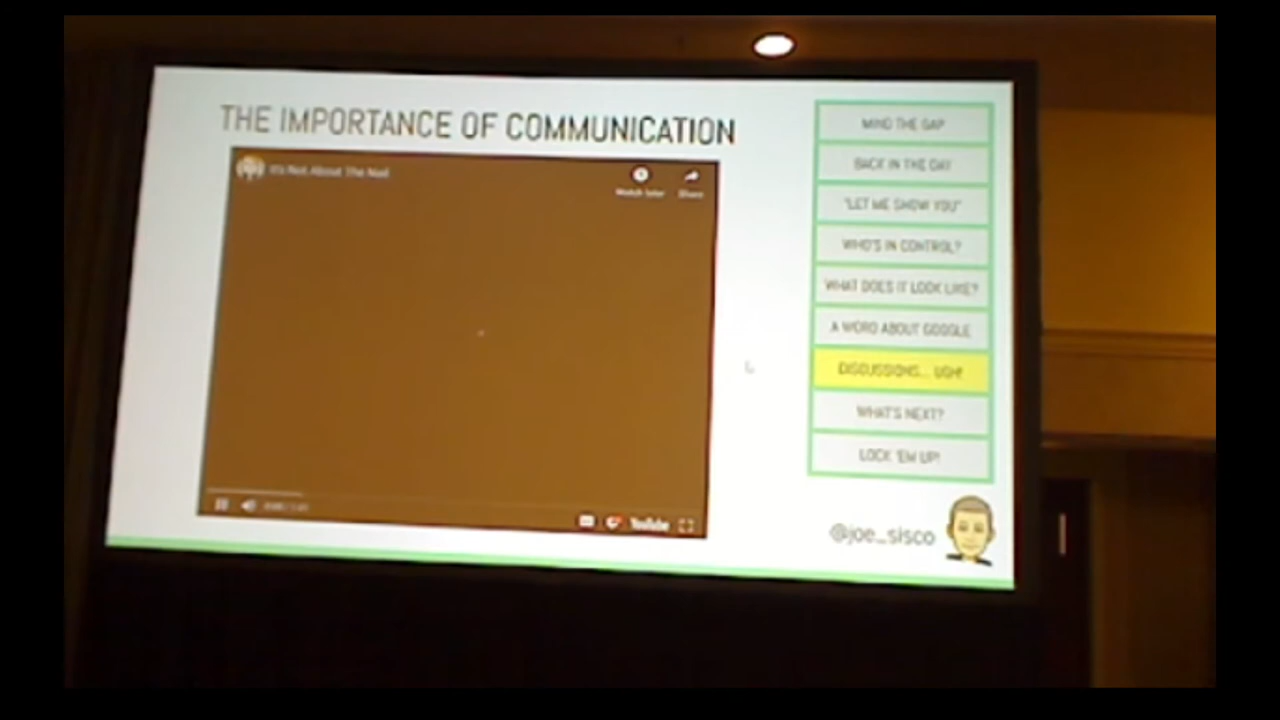 THE IMPORTANCE OF COMMUNICATION
It's Not About The Nail
Watch later
Share
YouTube
MIND THE GAP
BACK IN THE DAY
"LET ME SHOW YOU"
WHO'S IN CONTROL?
WHAT DOES IT LOOK LIKE?
A WORD ABOUT GOOGLE
DISCUSSIONS... UGH!
WHAT'S NEXT?
LOCK 'EM UP!
@joe_sisco